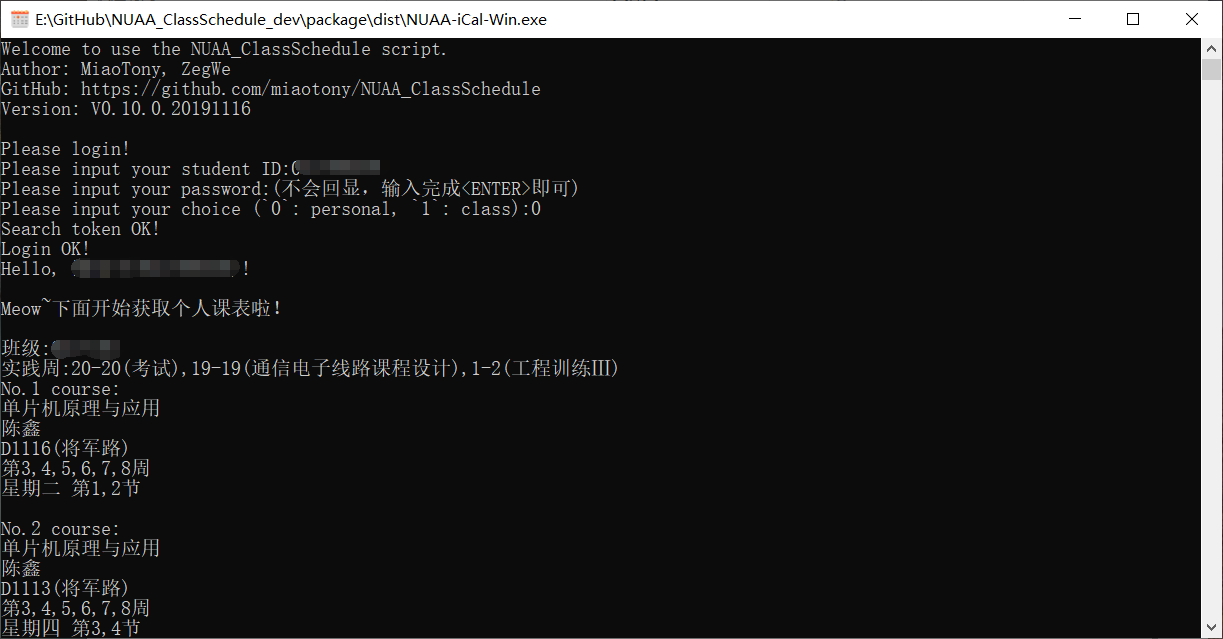 E:\GitHub\NUAA_ClassSchedule_dev\package\dist\NUAA-iCal-Win.exe
Welcome to use the NUAA_ClassSchedule script.
Author: MiaoTony, ZegWe
GitHub: https://github.com/miaotony/NUAA_ClassSchedule
Version: V0.10.0.20191116
Please login!
Please input your student ID:0
Please input your password:(不会回显，输入完成<ENTER>即可)
Please input your choice (`0`: personal, `1`: class):0
Search token OK!
Login OK!
Hello, !
Meow~下面开始获取个人课表啦!
班级:
实践周:20-20(考试),19-19(通信电子线路课程设计),1-2(工程训练Ⅲ)
No.1 course:
单片机原理与应用
陈鑫
D1116(将军路)
第3,4,5,6,7,8周
星期二 第1,2节
No.2 course:
单片机原理与应用
陈鑫
D1113(将军路)
第3,4,5,6,7,8周
星期四 第3,4节